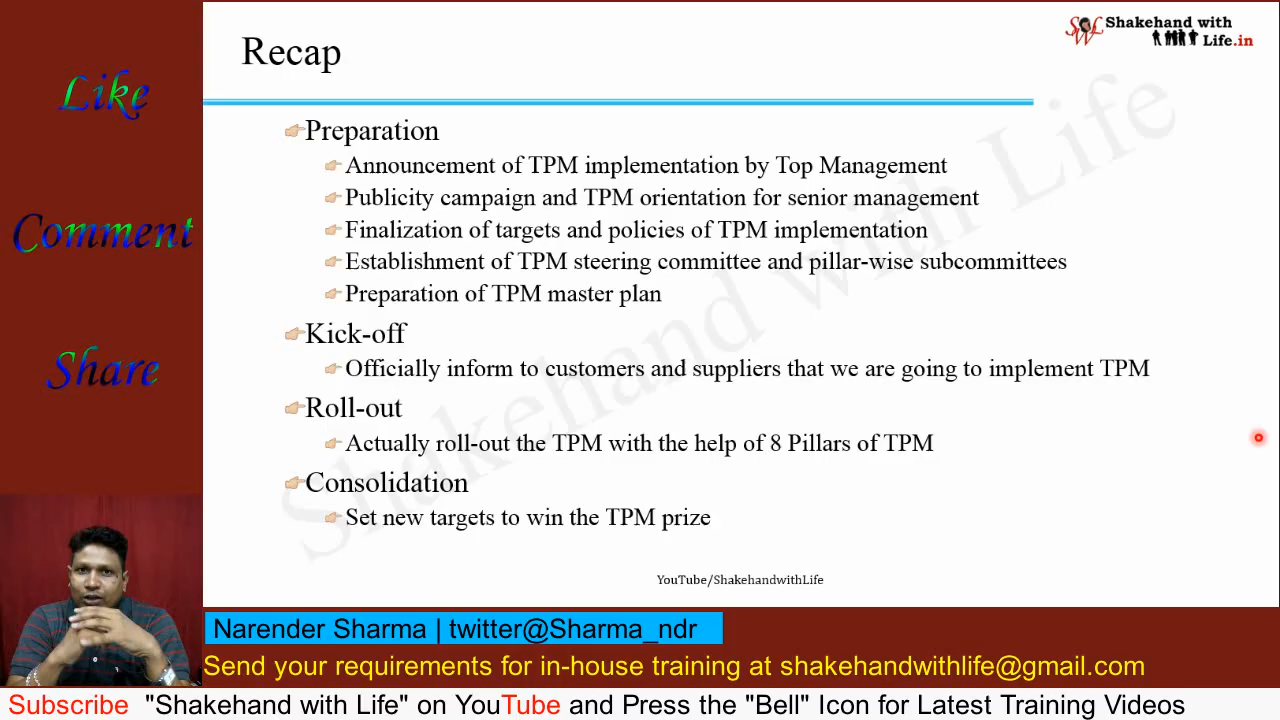 Like
Comment
Share
Shakehand with
Life.in
Recap
Preparation
Announcement of TPM implementation by Top Management
Publicity campaign and TPM orientation for senior management
Finalization of targets and policies of TPM implementation
Establishment of TPM steering committee and pillar-wise subcommittees
Preparation of TPM master plan
Kick-off
Officially inform to customers and suppliers that we are going to implement TPM
Roll-out
Actually roll-out the TPM with the help of 8 Pillars of TPM
Consolidation
Set new targets to win the TPM prize
Shakehand with Life
YouTube/ShakehandwithLife
Narender Sharma | twitter@Sharma_ndr
Send your requirements for in-house training at shakehandwithlife@gmail.com
Subscribe "Shakehand with Life" on YouTube and Press the "Bell" Icon for Latest Training Videos